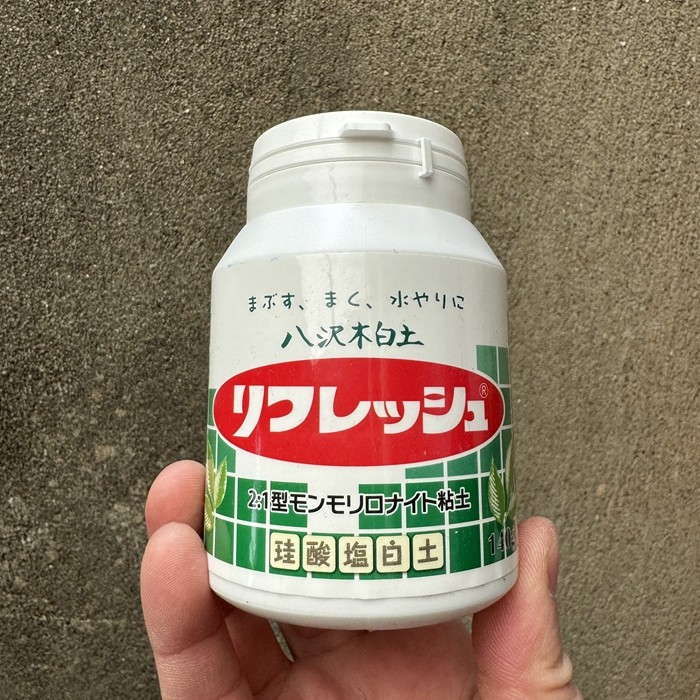 まぶす、まく、水やりに
八沢木白土
リフレッシュ®
2:1型モンモリロナイト粘土
珪酸塩白土